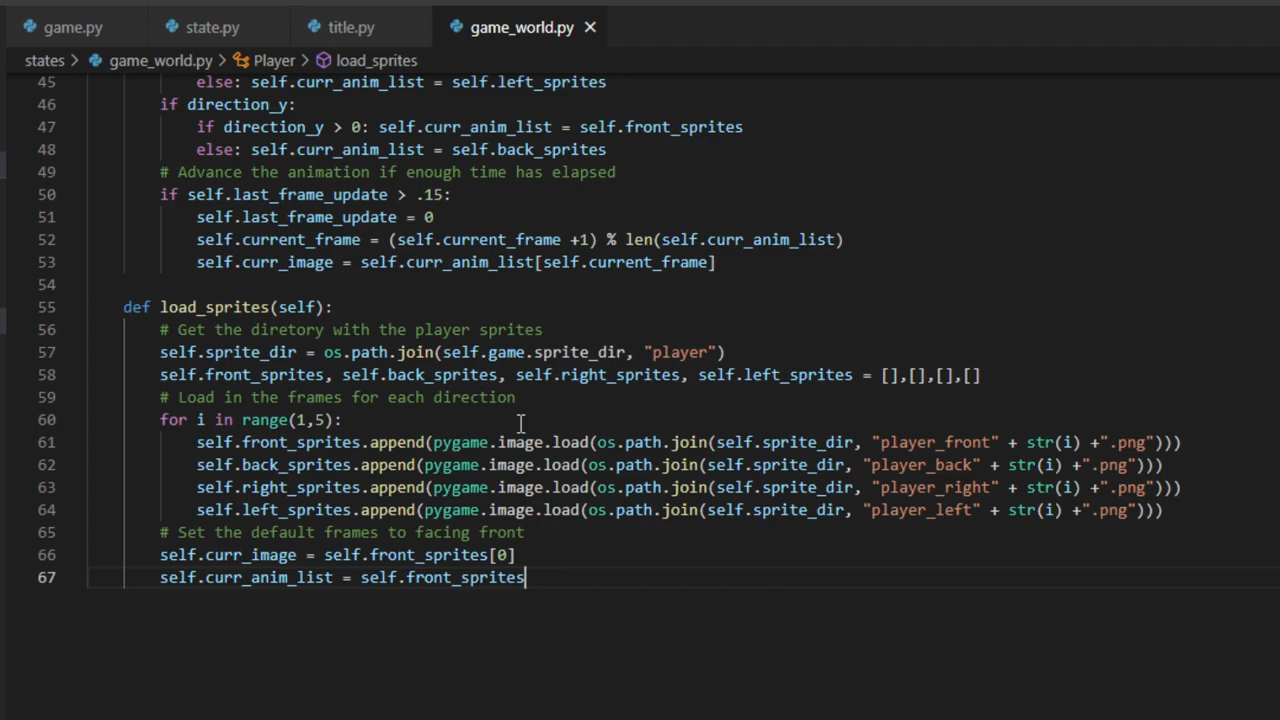 game.py state.py title.py game_world.py
states > game_world.py > Player > load_sprites
45 else: self.curr_anim_list = self.left_sprites
46 if direction_y:
47 if direction_y > 0: self.curr_anim_list = self.front_sprites
48 else: self.curr_anim_list = self.back_sprites
49 # Advance the animation if enough time has elapsed
50 if self.last_frame_update > .15:
51 self.last_frame_update = 0
52 self.current_frame = (self.current_frame +1) % len(self.curr_anim_list)
53 self.curr_image = self.curr_anim_list[self.current_frame]
54
55 def load_sprites(self):
56 # Get the diretory with the player sprites
57 self.sprite_dir = os.path.join(self.game.sprite_dir, "player")
58 self.front_sprites, self.back_sprites, self.right_sprites, self.left_sprites = [],[],[],[]
59 # Load in the frames for each direction
60 for i in range(1,5):
61 self.front_sprites.append(pygame.image.load(os.path.join(self.sprite_dir, "player_front" + str(i) +".png")))
62 self.back_sprites.append(pygame.image.load(os.path.join(self.sprite_dir, "player_back" + str(i) +".png")))
63 self.right_sprites.append(pygame.image.load(os.path.join(self.sprite_dir, "player_right" + str(i) +".png")))
64 self.left_sprites.append(pygame.image.load(os.path.join(self.sprite_dir, "player_left" + str(i) +".png")))
65 # Set the default frames to facing front
66 self.curr_image = self.front_sprites[0]
67 self.curr_anim_list = self.front_sprites